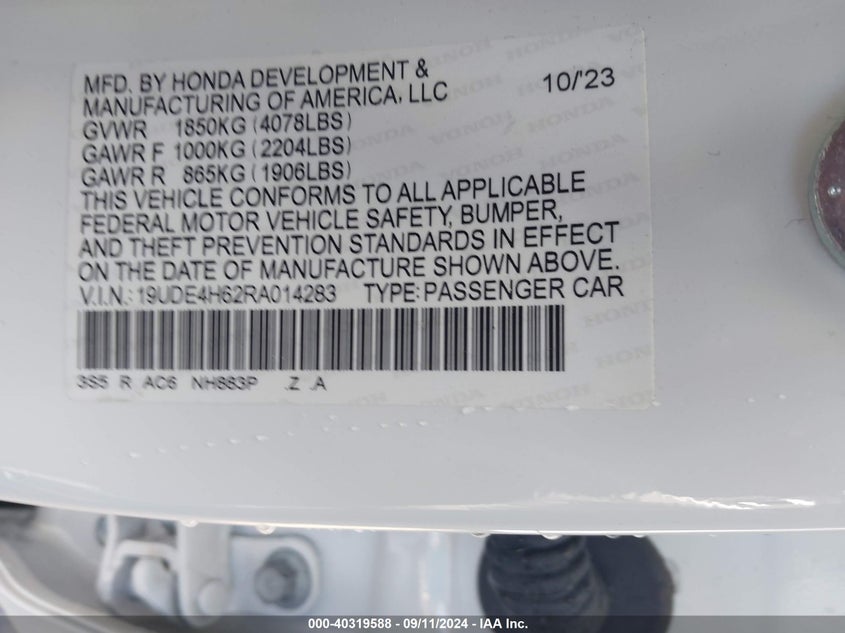 MFD. BY HONDA DEVELOPMENT &
MANUFACTURING OF AMERICA, LLC 10/'23
GVWR 1850KG (4078LBS)
GAWR F 1000KG (2204LBS)
GAWR R 865KG (1906LBS)
THIS VEHICLE CONFORMS TO ALL APPLICABLE
FEDERAL MOTOR VEHICLE SAFETY, BUMPER,
AND THEFT PREVENTION STANDARDS IN EFFECT
ON THE DATE OF MANUFACTURE SHOWN ABOVE.
V.I.N.: 19UDE4H62RA014283 TYPE: PASSENGER CAR
3S5 R AC6 NH883P .Z .A
000-40319588 - 09/11/2024 - IAA Inc.